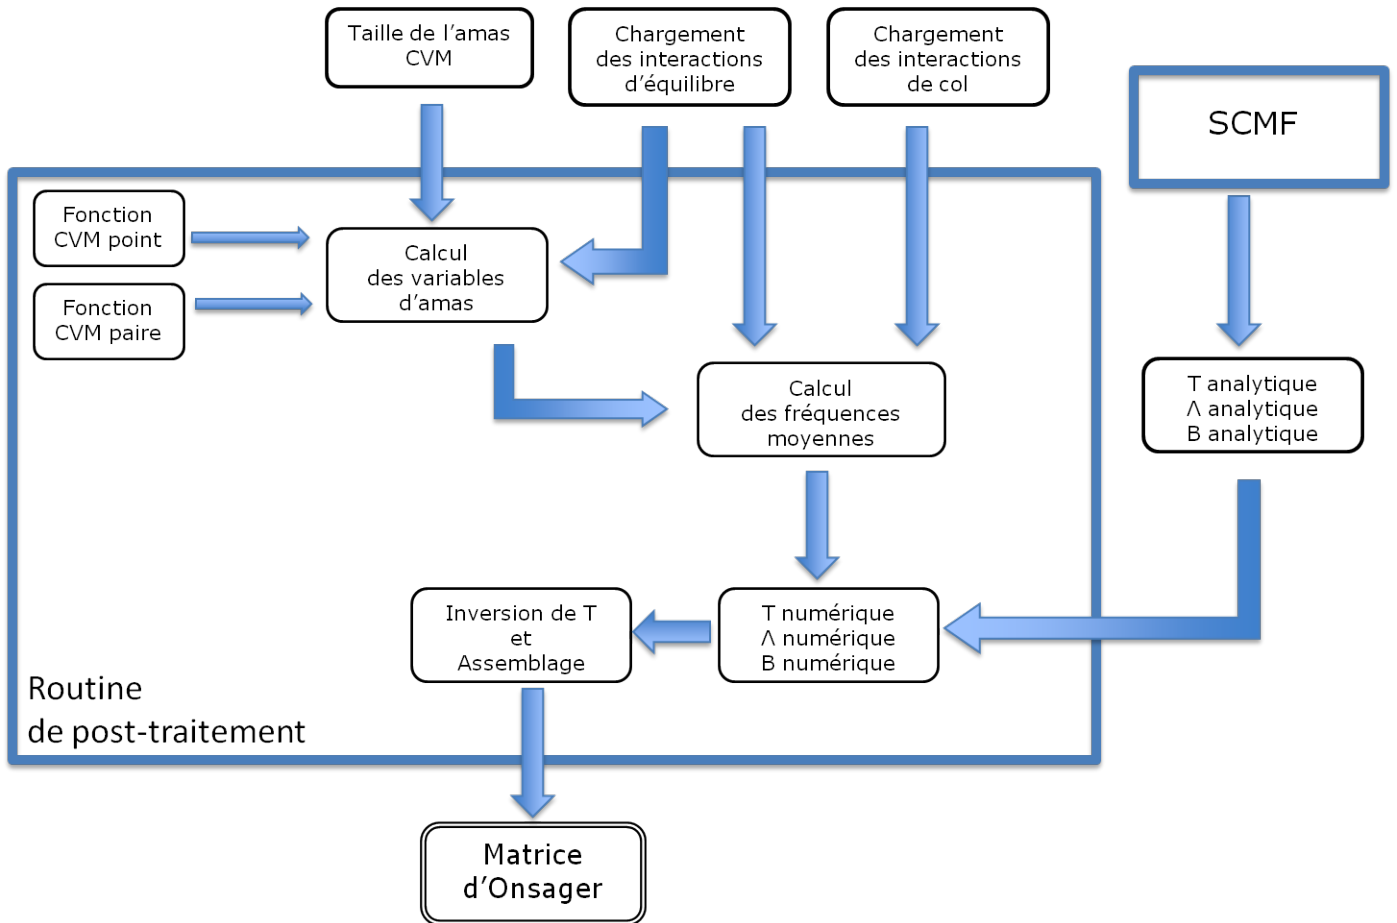 Taille de l'amas
CVM
Chargement
des interactions
d'équilibre
Chargement
des interactions
de col
SCMF
Fonction
CVM point
Fonction
CVM paire
Calcul
des variables
d'amas
Calcul
des fréquences
moyennes
T analytique
Λ analytique
B analytique
Inversion de T
et
Assemblage
T numérique
Λ numérique
B numérique
Routine
de post-traitement
Matrice
d'Onsager